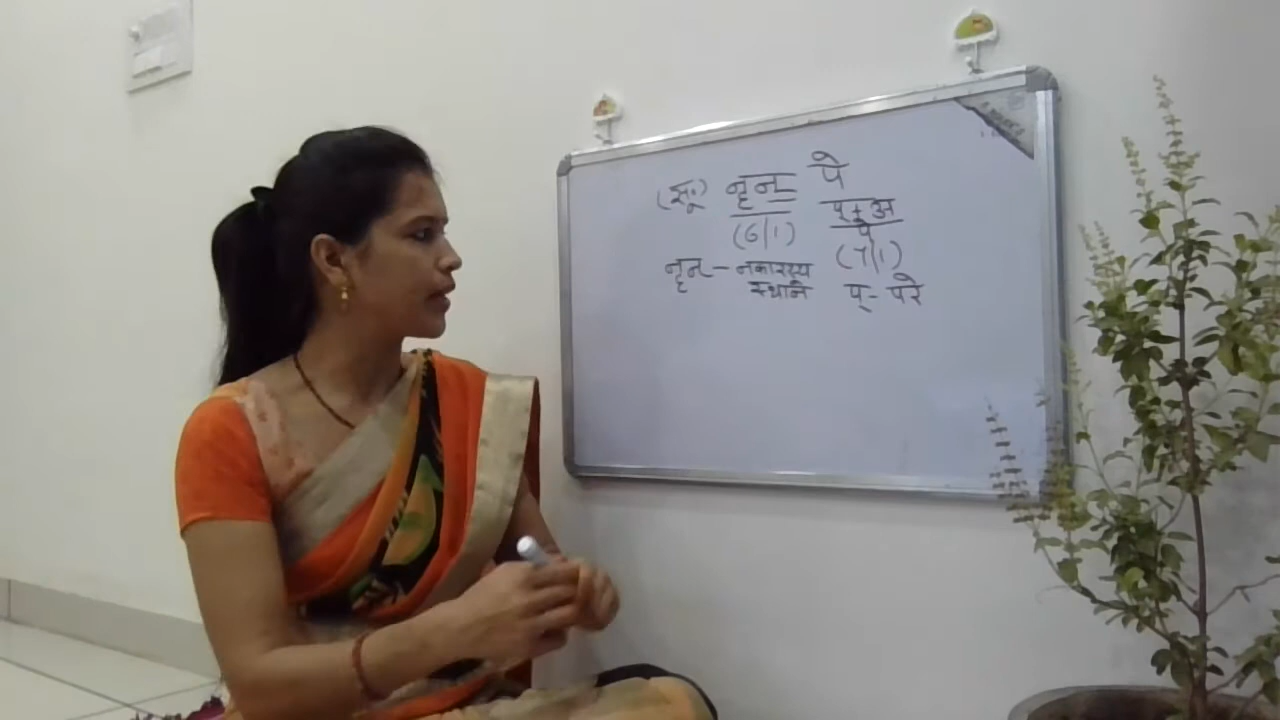 (सू॰) नॄन् पे
प् + अ
(6|1) पे
(7|1)
नॄन् - नकारस्य
स्थाने प् - परे